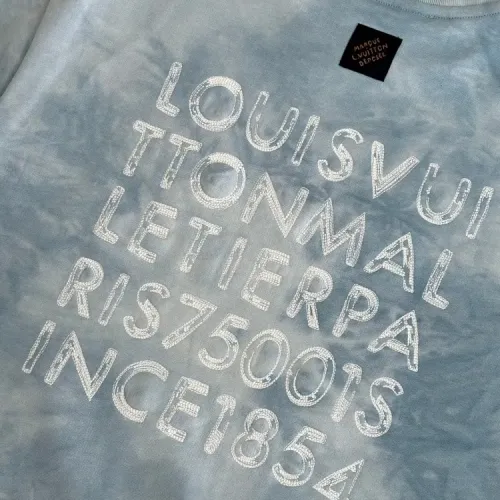 MARQUE
L.VUITTON
DÉPOSÉE
LOUISVUI
TTONMAL
LETIERPA
RIS75001S
INCE1854